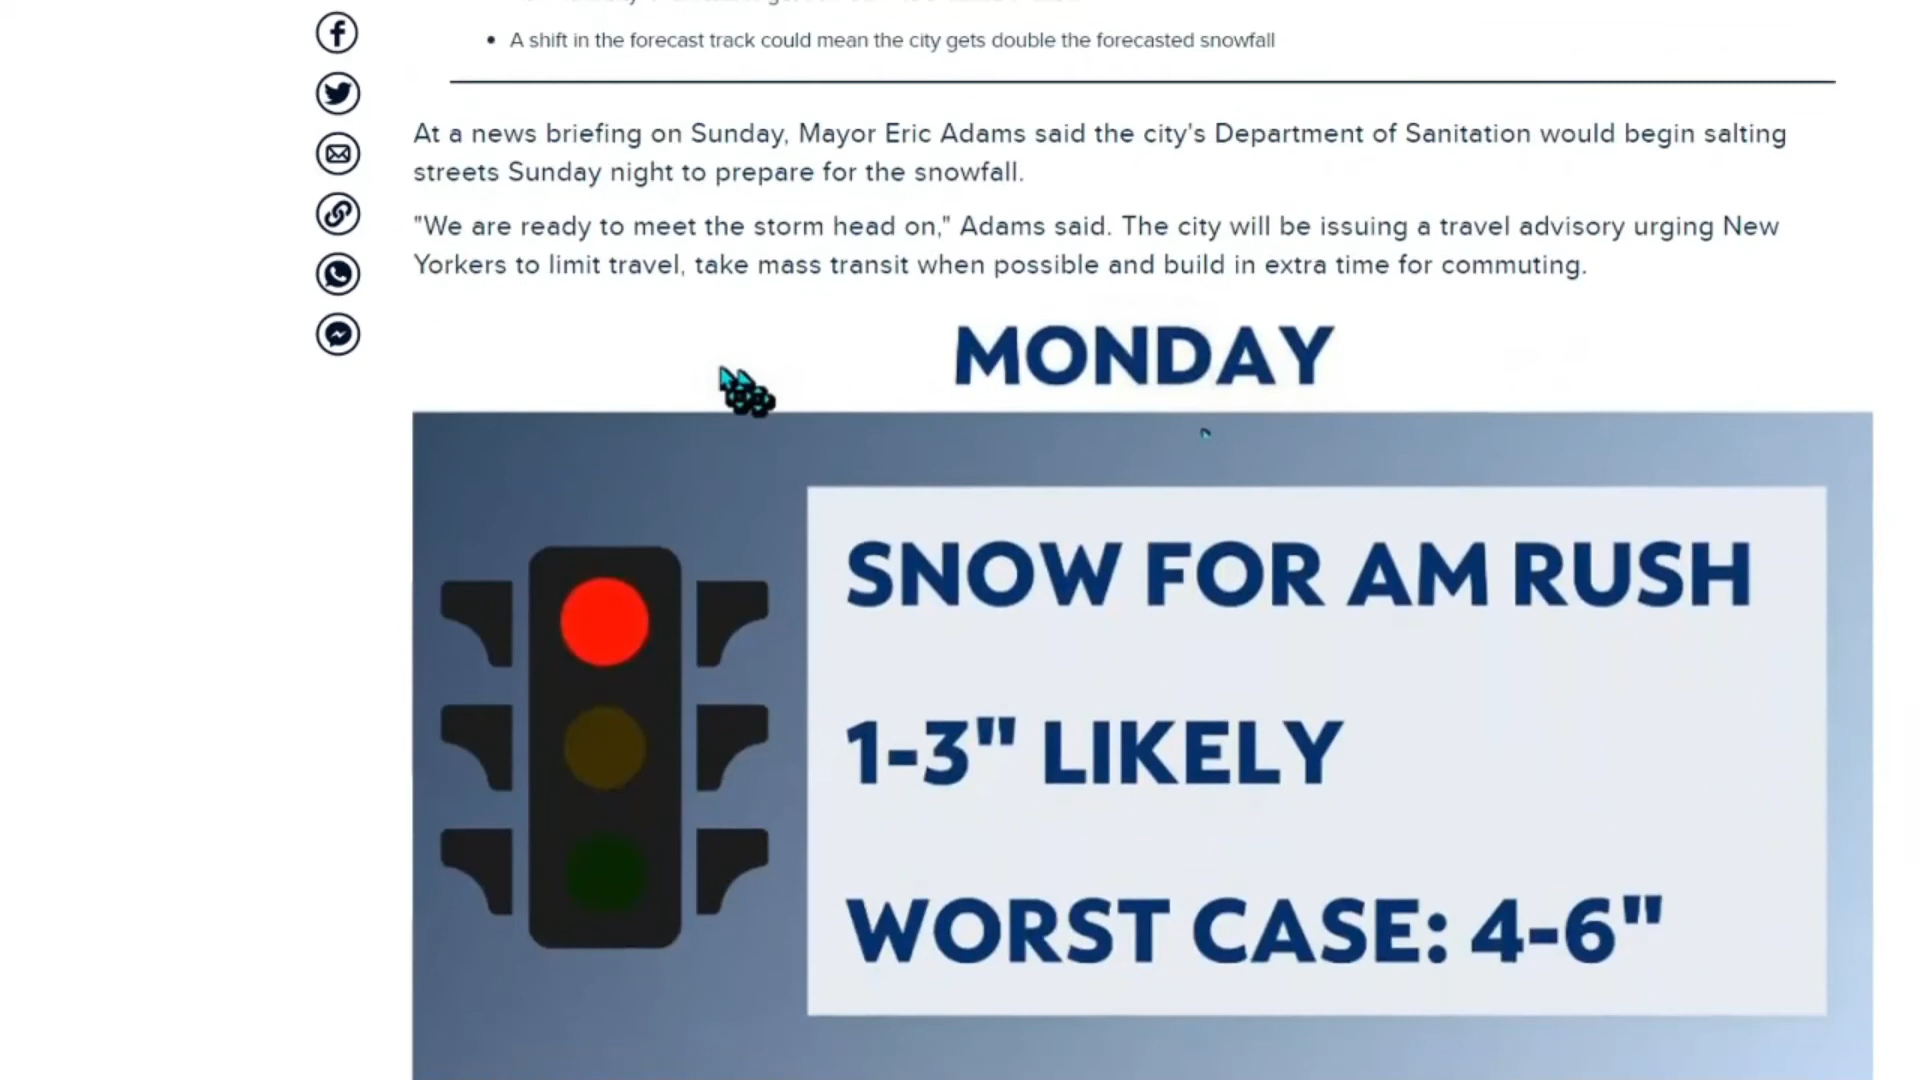 A shift in the forecast track could mean the city gets double the forecasted snowfall
At a news briefing on Sunday, Mayor Eric Adams said the city's Department of Sanitation would begin salting
streets Sunday night to prepare for the snowfall.
"We are ready to meet the storm head on," Adams said. The city will be issuing a travel advisory urging New
Yorkers to limit travel, take mass transit when possible and build in extra time for commuting.
MONDAY
SNOW FOR AM RUSH
1-3" LIKELY
WORST CASE: 4-6"